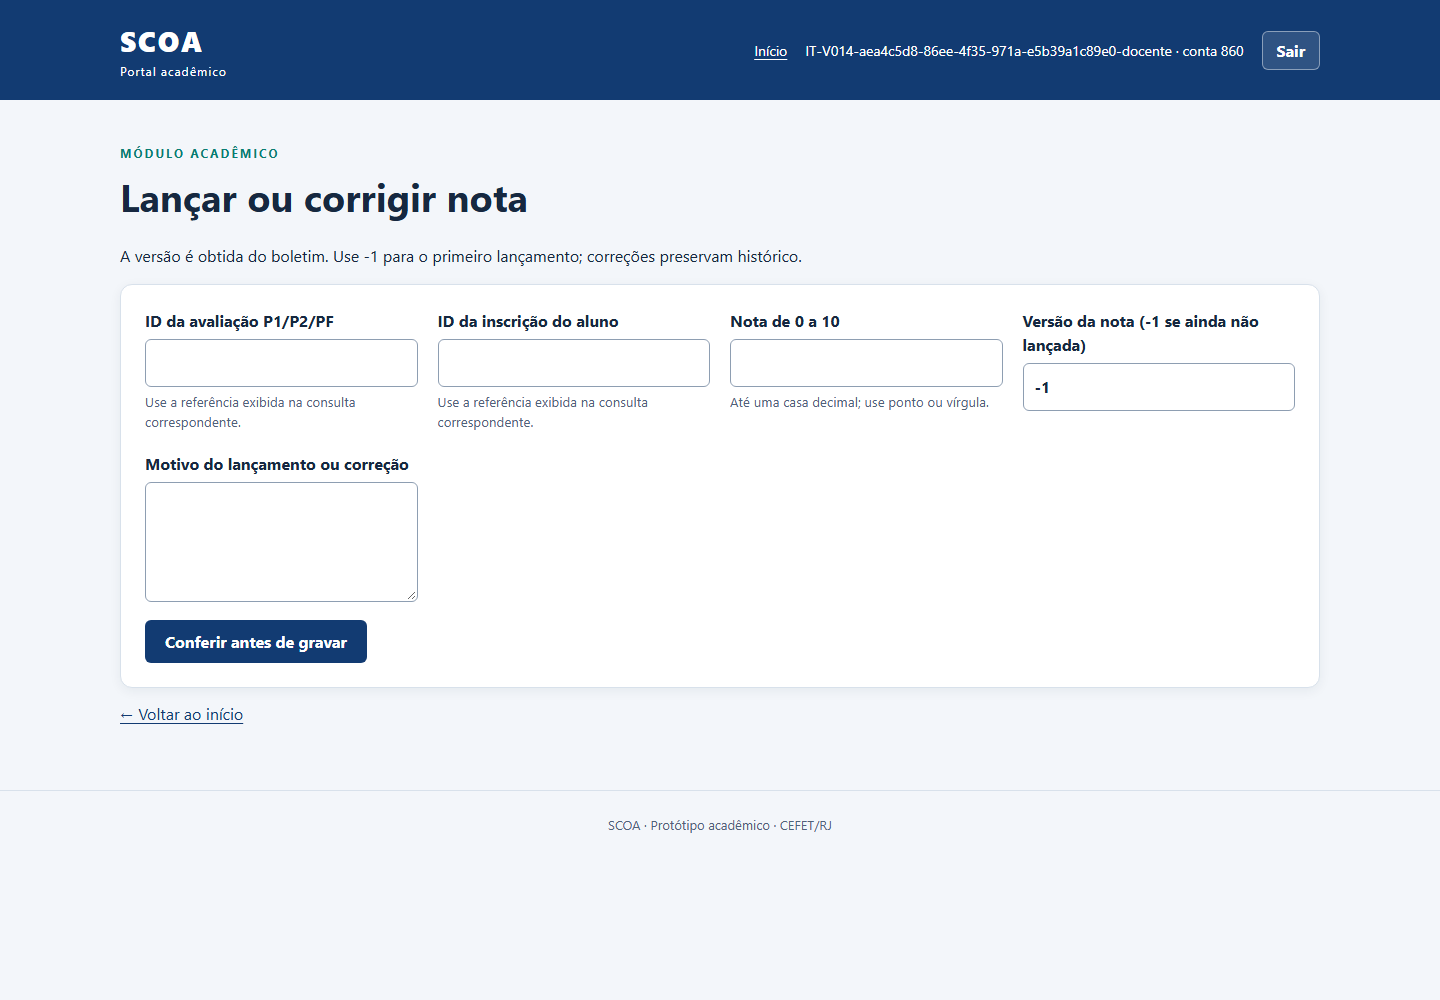 SCOA
Portal acadêmico
Início
IT-V014-aea4c5d8-86ee-4f35-971a-e5b39a1c89e0-docente · conta 860
Sair
MÓDULO ACADÊMICO
Lançar ou corrigir nota
A versão é obtida do boletim. Use -1 para o primeiro lançamento; correções preservam histórico.
ID da avaliação P1/P2/PF
Use a referência exibida na consulta
correspondente.
ID da inscrição do aluno
Use a referência exibida na consulta
correspondente.
Nota de 0 a 10
Até uma casa decimal; use ponto ou vírgula.
Versão da nota (-1 se ainda não
lançada)
-1
Motivo do lançamento ou correção
Conferir antes de gravar
← Voltar ao início
SCOA · Protótipo acadêmico · CEFET/RJ